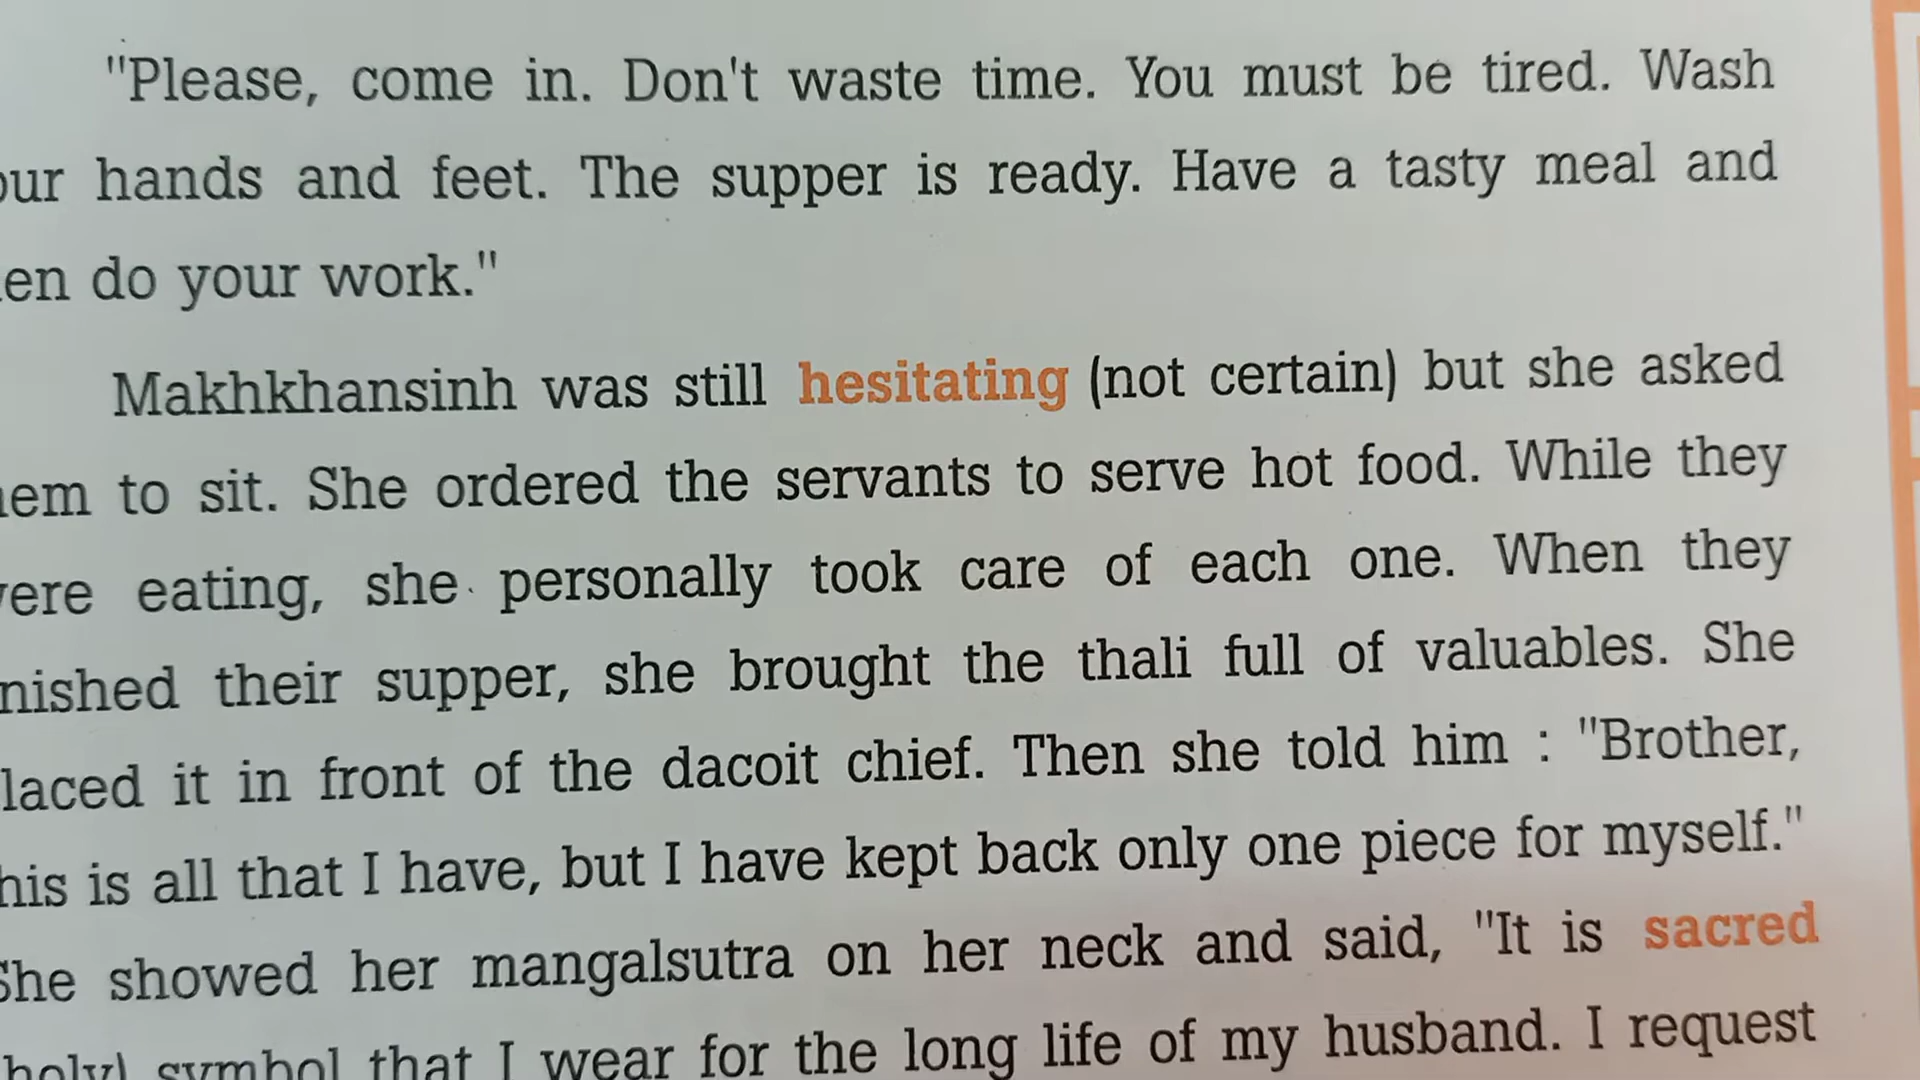 "Please, come in. Don't waste time. You must be tired. Wash
our hands and feet. The supper is ready. Have a tasty meal and
en do your work."
Makhkhansinh was still hesitating (not certain) but she asked
em to sit. She ordered the servants to serve hot food. While they
ere eating, she personally took care of each one. When they
nished their supper, she brought the thali full of valuables. She
laced it in front of the dacoit chief. Then she told him : "Brother,
his is all that I have, but I have kept back only one piece for myself."
She showed her mangalsutra on her neck and said, "It is sacred
holy) symbol that I wear for the long life of my husband. I request